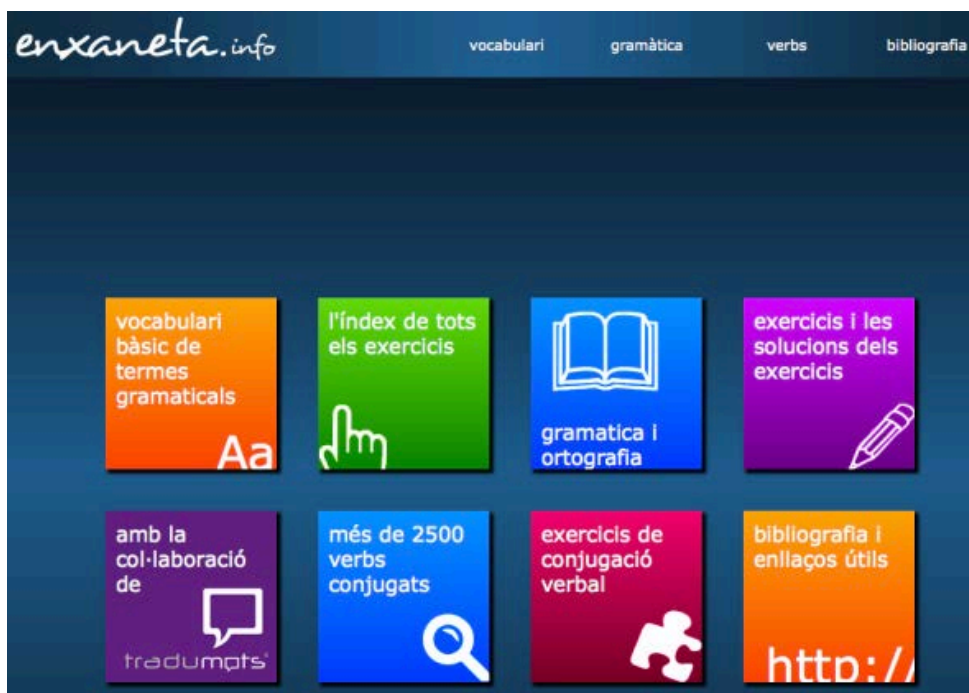 enxaneta.info
vocabulari gramàtica verbs bibliografia
vocabulari
bàsic de
termes
gramaticals
Aa
l'índex de tots
els exercicis
gramatica i
ortografia
exercicis i les
solucions dels
exercicis
amb la
col·laboració
de
tradumots
més de 2500
verbs
conjugats
exercicis de
conjugació
verbal
bibliografia i
enllaços útils
http://